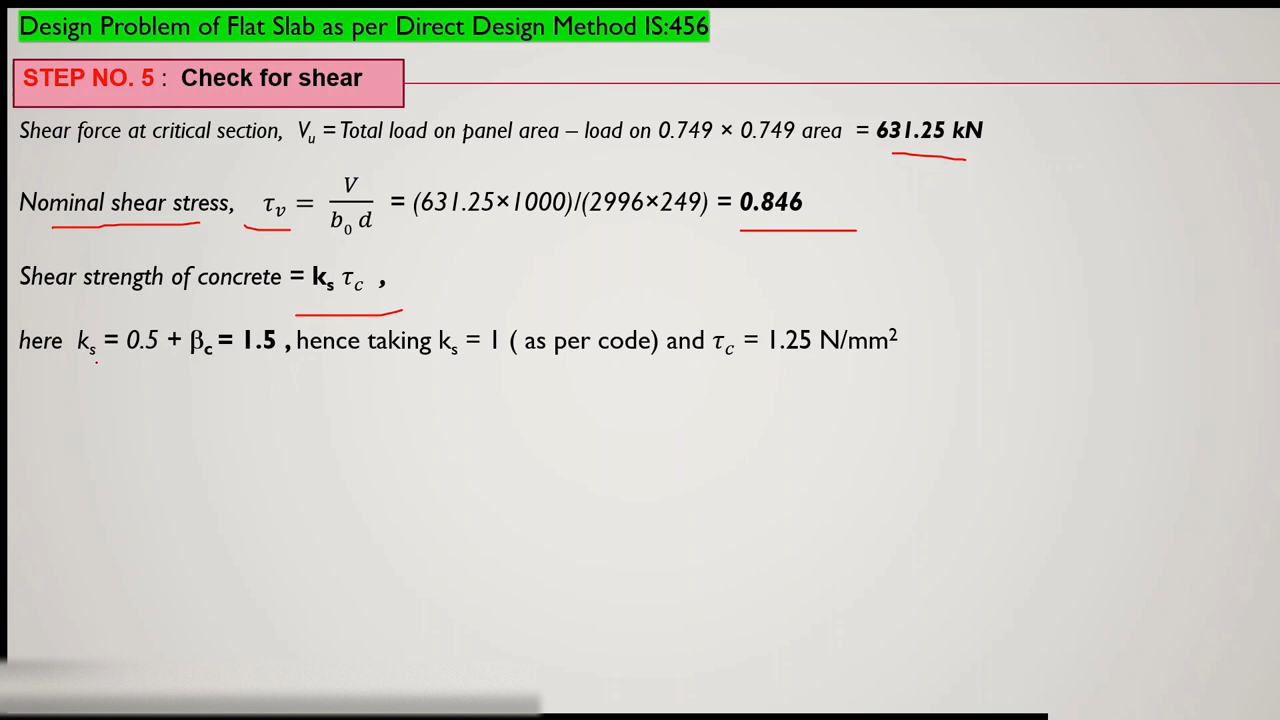 Design Problem of Flat Slab as per Direct Design Method IS:456
STEP NO. 5 : Check for shear
Shear force at critical section, Vᵤ = Total load on panel area – load on 0.749 × 0.749 area = 631.25 kN
Nominal shear stress, τᵥ = V / b₀ d = (631.25×1000)/(2996×249) = 0.846
Shear strength of concrete = kₛ τ_c ,
here kₛ = 0.5 + β_c = 1.5 , hence taking kₛ = 1 ( as per code) and τ_c = 1.25 N/mm²